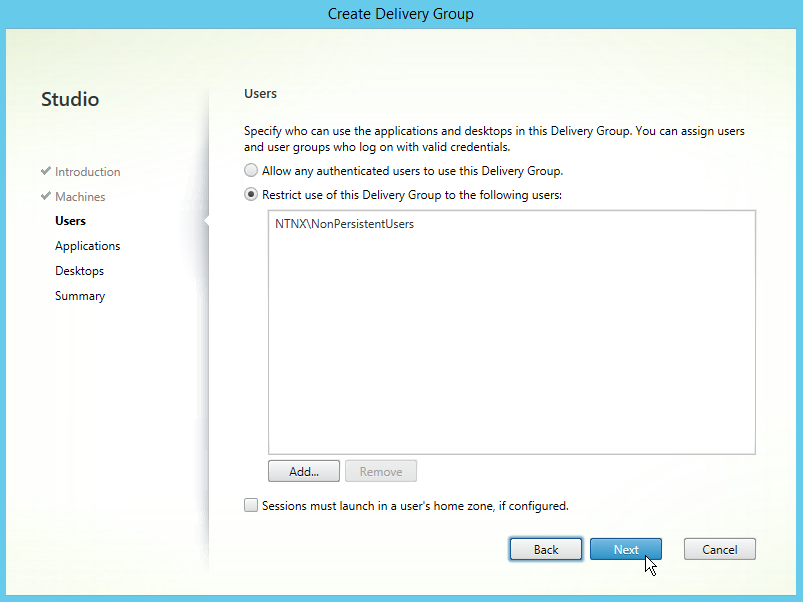 Create Delivery Group
Studio
Introduction
Machines
Users
Applications
Desktops
Summary
Users
Specify who can use the applications and desktops in this Delivery Group. You can assign users
and user groups who log on with valid credentials.
Allow any authenticated users to use this Delivery Group.
Restrict use of this Delivery Group to the following users:
NTNX\NonPersistentUsers
Add...
Remove
Sessions must launch in a user's home zone, if configured.
Back
Next
Cancel